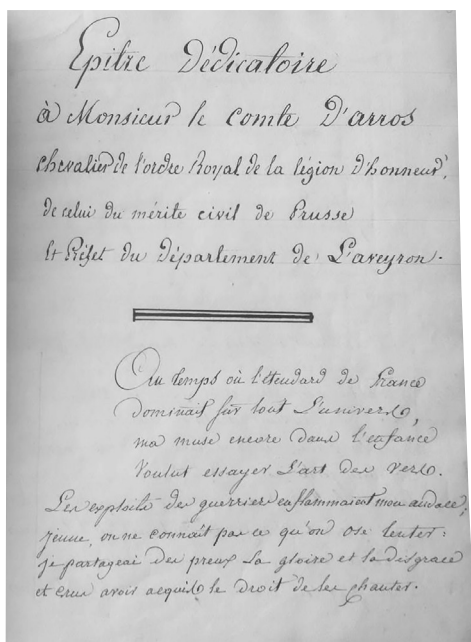 Epitre Dédicatoire
à Monsieur le comte D'arros
chevalier de l'ordre Royal de la légion d'honneur,
de celui du mérite civil de Prusse
Et Préfet du Département de L'aveyron.
Au temps où l'étendard de France
dominait sur tout L'univers,
ma muse encore dans l'enfance
Voulut essayer L'art des vers.
Les exploits des guerriers enflammaient mon audace;
jeune, on ne connaît pas ce qu'on ose tenter:
je partageai des preux la gloire et la disgrace
et crus avoir acquis le droit de les chanter.